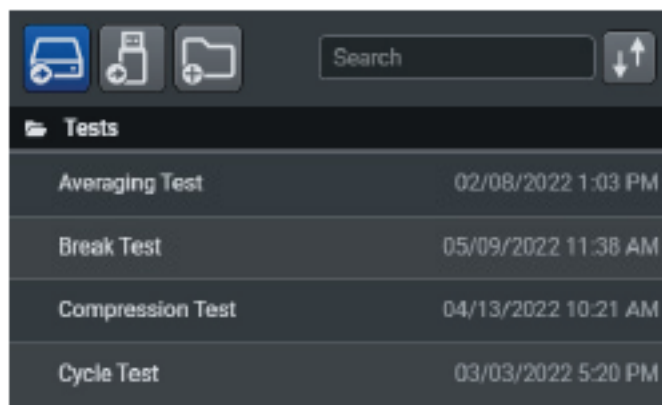 Search
Tests
Averaging Test 02/08/2022 1:03 PM
Break Test 05/09/2022 11:38 AM
Compression Test 04/13/2022 10:21 AM
Cycle Test 03/03/2022 5:20 PM